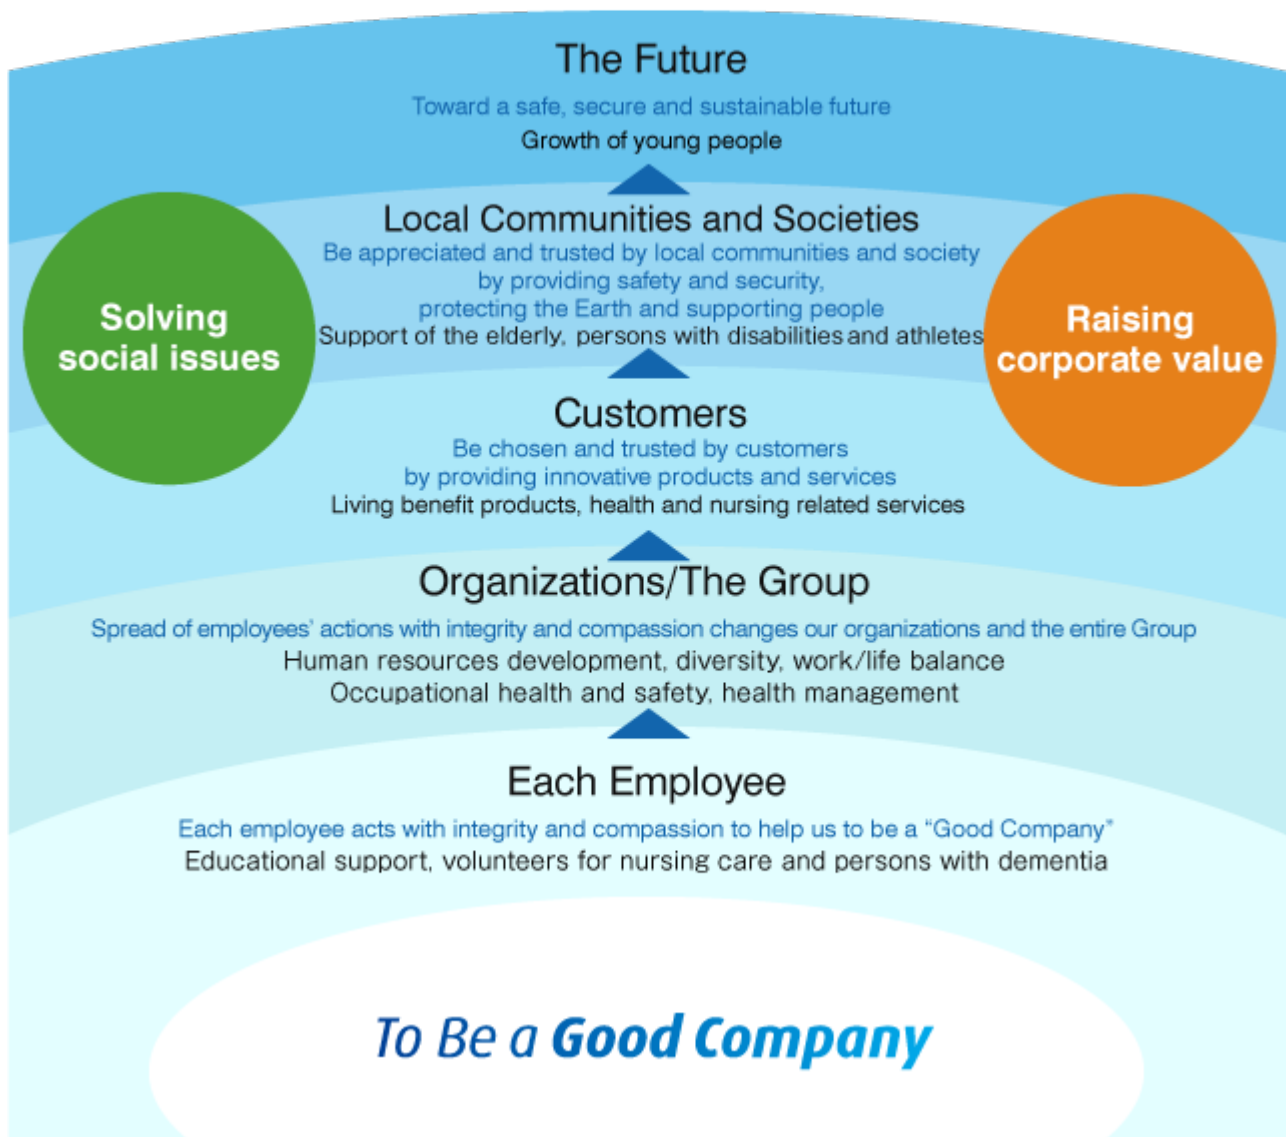 The Future
Toward a safe, secure and sustainable future
Growth of young people
Local Communities and Societies
Be appreciated and trusted by local communities and society
by providing safety and security,
protecting the Earth and supporting people
Support of the elderly, persons with disabilities and athletes
Solving
social issues
Raising
corporate value
Customers
Be chosen and trusted by customers
by providing innovative products and services
Living benefit products, health and nursing related services
Organizations/The Group
Spread of employees’ actions with integrity and compassion changes our organizations and the entire Group
Human resources development, diversity, work/life balance
Occupational health and safety, health management
Each Employee
Each employee acts with integrity and compassion to help us to be a “Good Company”
Educational support, volunteers for nursing care and persons with dementia
To Be a Good Company